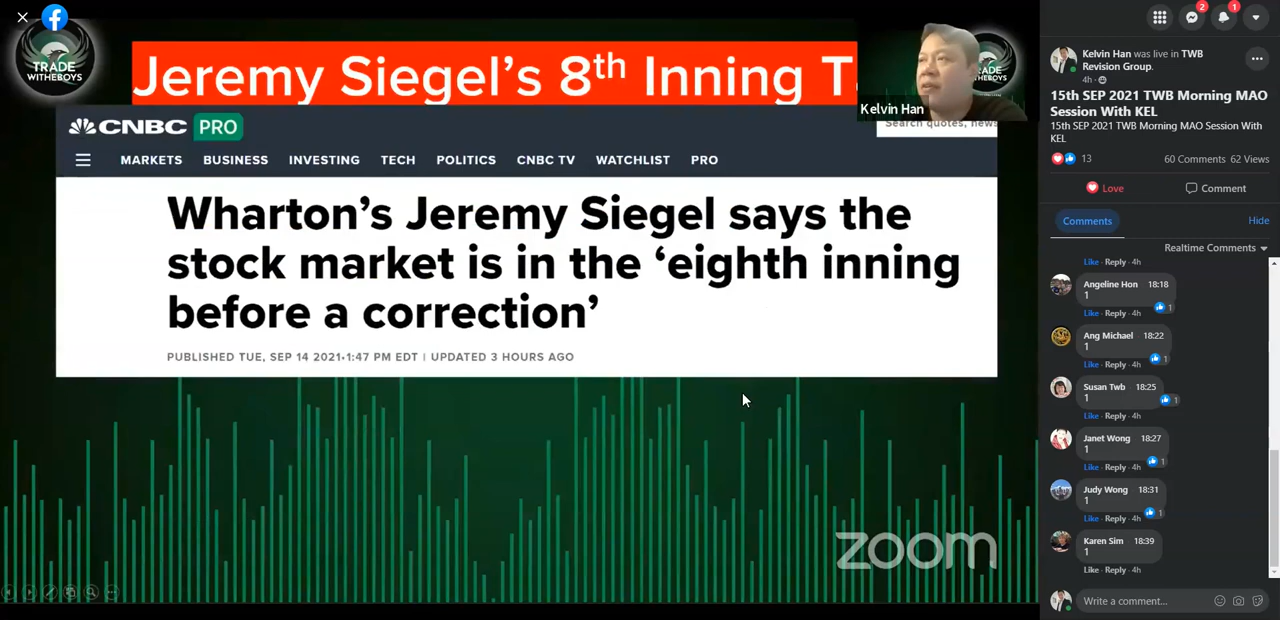 TRADE
WITHEBOYS
Jeremy Siegel's 8th Inning T
Kelvin Han
CNBC PRO
MARKETS BUSINESS INVESTING TECH POLITICS CNBC TV WATCHLIST PRO
Wharton's Jeremy Siegel says the
stock market is in the ‘eighth inning
before a correction’
PUBLISHED TUE, SEP 14 2021•1:47 PM EDT | UPDATED 3 HOURS AGO
zoom
2
1
Kelvin Han was live in TWB
Revision Group.
4h
15th SEP 2021 TWB Morning MAO
Session With KEL
15th SEP 2021 TWB Morning MAO Session With
KEL
13 60 Comments 62 Views
Love Comment
Comments Hide
Realtime Comments
Like · Reply · 4h
Angeline Hon 18:18
1
1
Like · Reply · 4h
Ang Michael 18:22
1
1
Like · Reply · 4h
Susan Twb 18:25
1
1
Like · Reply · 4h
Janet Wong 18:27
1
1
Like · Reply · 4h
Judy Wong 18:31
1
1
Like · Reply · 4h
Karen Sim 18:39
1
Like · Reply · 4h
Write a comment...